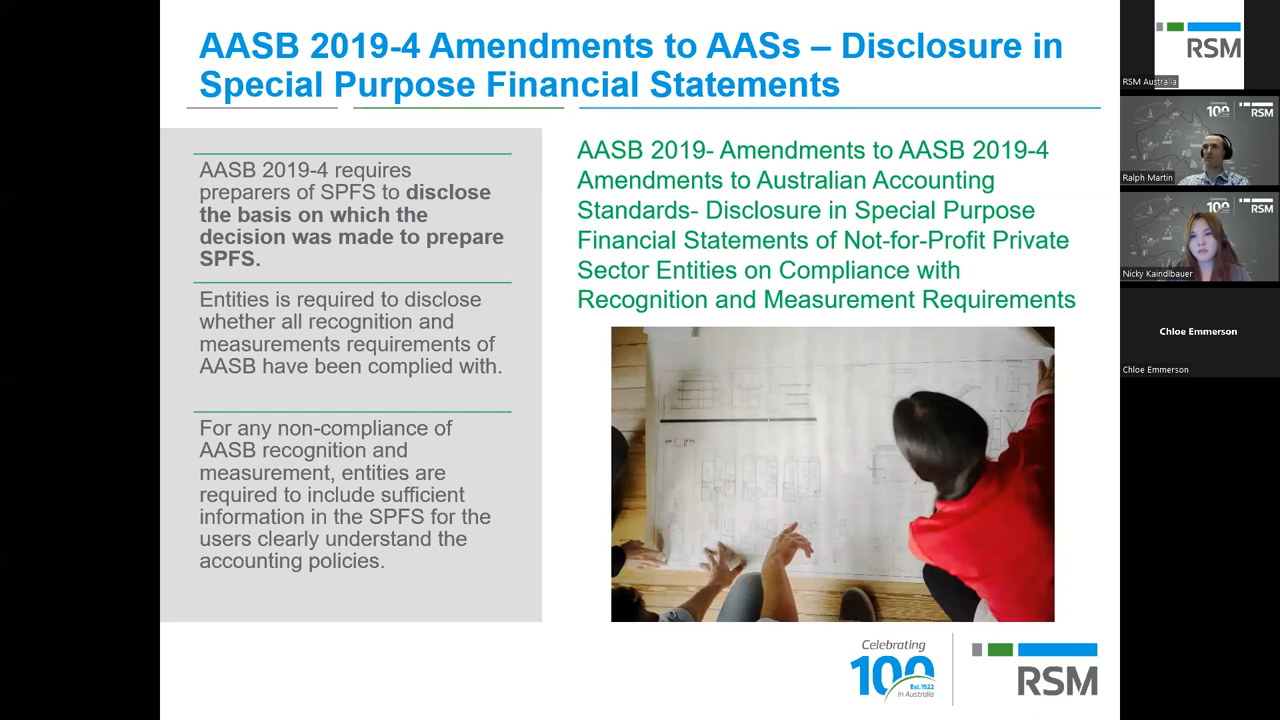 AASB 2019-4 Amendments to AASs – Disclosure in
Special Purpose Financial Statements
AASB 2019-4 requires
preparers of SPFS to disclose
the basis on which the
decision was made to prepare
SPFS.
Entities is required to disclose
whether all recognition and
measurements requirements of
AASB have been complied with.
For any non-compliance of
AASB recognition and
measurement, entities are
required to include sufficient
information in the SPFS for the
users clearly understand the
accounting policies.
AASB 2019- Amendments to AASB 2019-4
Amendments to Australian Accounting
Standards- Disclosure in Special Purpose
Financial Statements of Not-for-Profit Private
Sector Entities on Compliance with
Recognition and Measurement Requirements
Celebrating
100
Est.1922
in Australia
RSM
RSM
RSM Australia
Celebrating
100
RSM
Ralph Martin
Celebrating
100
RSM
Nicky Kaindlbauer
Chloe Emmerson
Chloe Emmerson